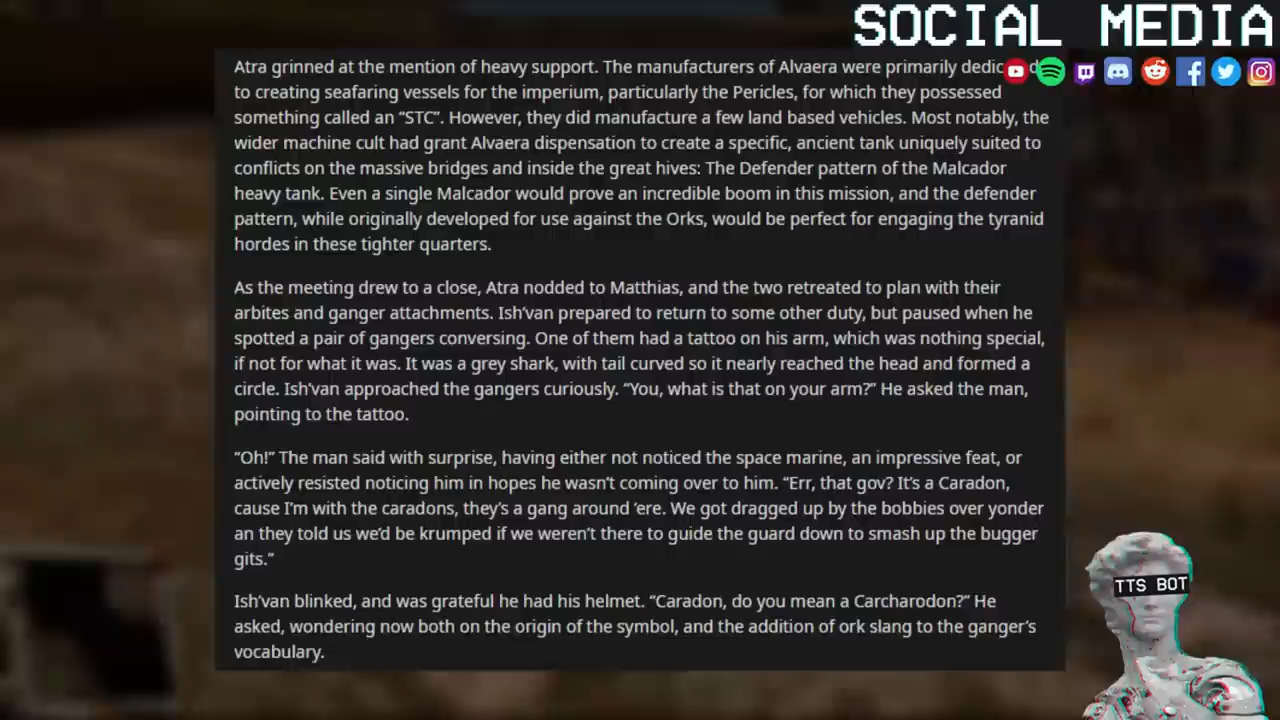 SOCIAL MEDIA
Atra grinned at the mention of heavy support. The manufacturers of Alvaera were primarily
to creating seafaring vessels for the imperium, particularly the Pericles, for which they possessed
something called an “STC”. However, they did manufacture a few land based vehicles. Most notably, the
wider machine cult had grant Alvaera dispensation to create a specific, ancient tank uniquely suited to
conflicts on the massive bridges and inside the great hives: The Defender pattern of the Malcador
heavy tank. Even a single Malcador would prove an incredible boom in this mission, and the defender
pattern, while originally developed for use against the Orks, would be perfect for engaging the tyranid
hordes in these tighter quarters.
As the meeting drew to a close, Atra nodded to Matthias, and the two retreated to plan with their
arbites and ganger attachments. Ish’van prepared to return to some other duty, but paused when he
spotted a pair of gangers conversing. One of them had a tattoo on his arm, which was nothing special,
if not for what it was. It was a grey shark, with tail curved so it nearly reached the head and formed a
circle. Ish’van approached the gangers curiously. “You, what is that on your arm?” He asked the man,
pointing to the tattoo.
“Oh!” The man said with surprise, having either not noticed the space marine, an impressive feat, or
actively resisted noticing him in hopes he wasn’t coming over to him. “Err, that gov? It’s a Caradon,
cause I’m with the caradons, they’s a gang around ‘ere. We got dragged up by the bobbies over yonder
an they told us we’d be krumped if we weren’t there to guide the guard down to smash up the bugger
gits.”
Ish’van blinked, and was grateful he had his helmet. “Caradon, do you mean a Carcharodon?” He
asked, wondering now both on the origin of the symbol, and the addition of ork slang to the ganger’s
vocabulary.
TTS BOT